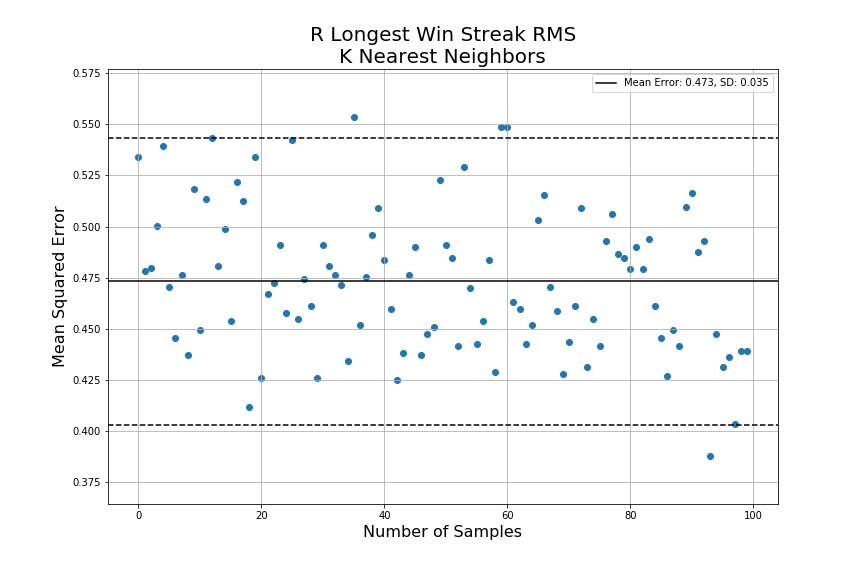 R Longest Win Streak RMS
K Nearest Neighbors
Mean Error: 0.473, SD: 0.035
0.575
0.550
0.525
0.500
0.475
0.450
0.425
0.400
0.375
Mean Squared Error
0 20 40 60 80 100
Number of Samples